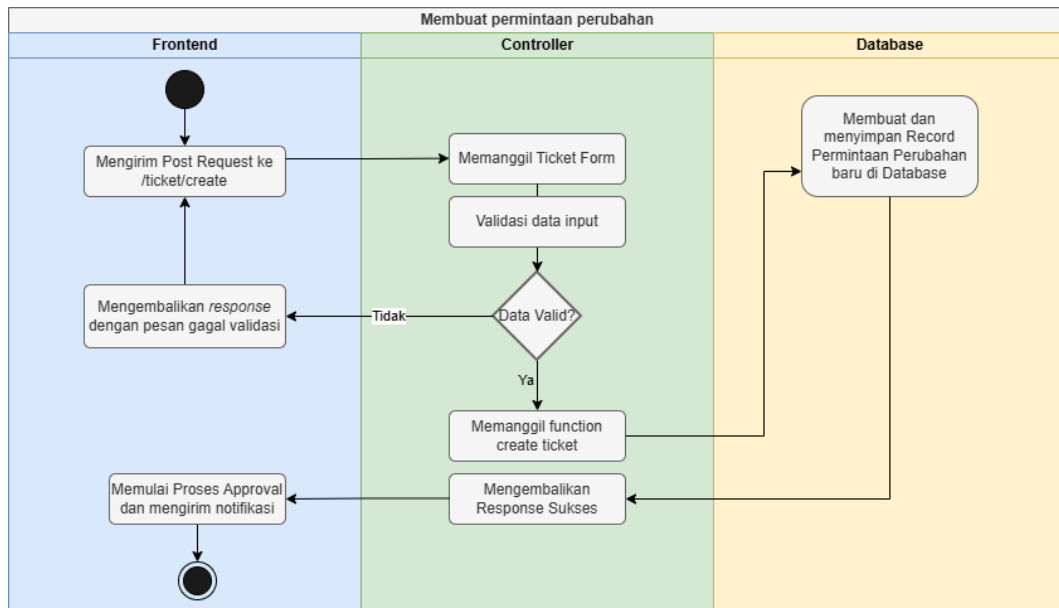 Membuat permintaan perubahan
Frontend
Controller
Database
Mengirim Post Request ke
/ticket/create
Memanggil Ticket Form
Membuat dan
menyimpan Record
Permintaan Perubahan
baru di Database
Validasi data input
Mengembalikan response
dengan pesan gagal validasi
Tidak
Data Valid?
Ya
Memanggil function
create ticket
Memulai Proses Approval
dan mengirim notifikasi
Mengembalikan
Response Sukses